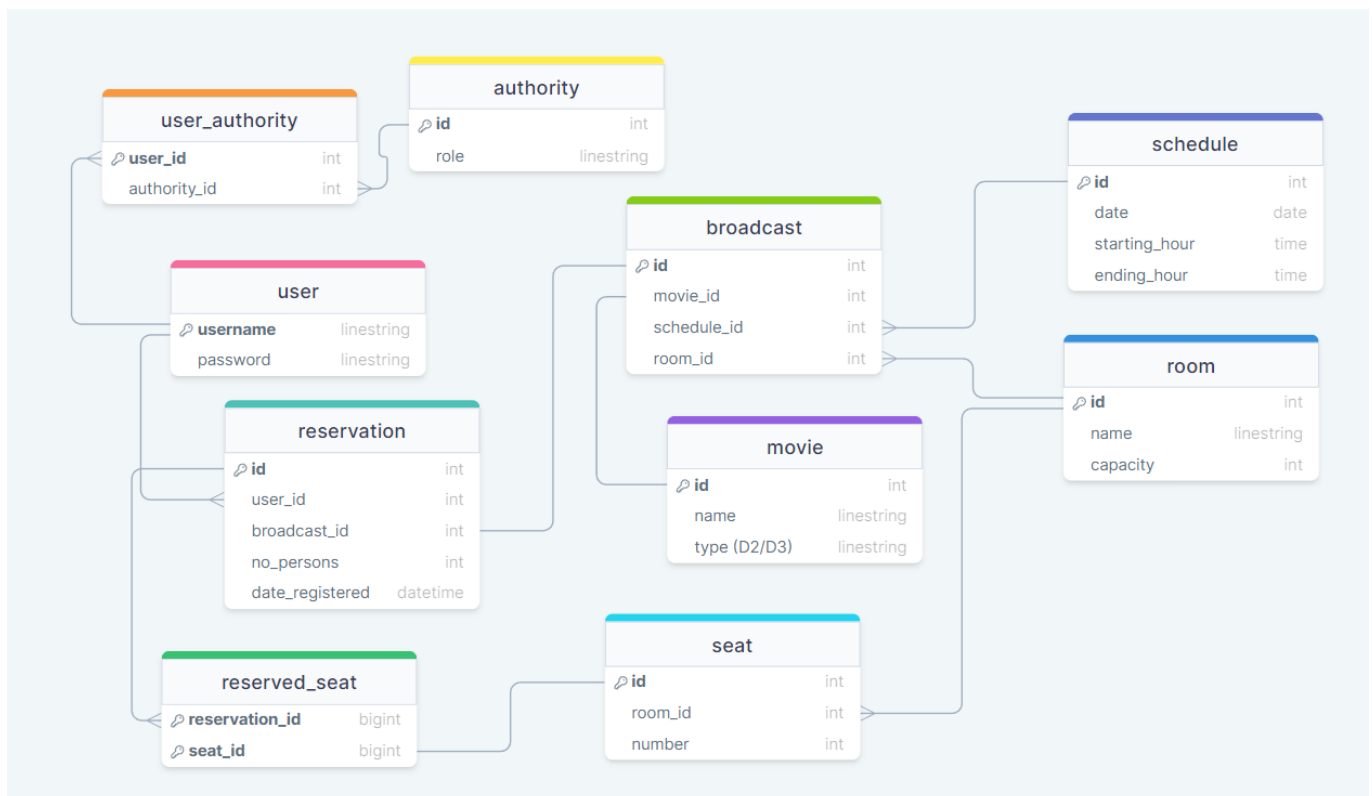 authority
id int
role linestring
user_authority
user_id int
authority_id int
schedule
id int
date date
starting_hour time
ending_hour time
broadcast
id int
movie_id int
schedule_id int
room_id int
user
username linestring
password linestring
room
id int
name linestring
capacity int
reservation
id int
user_id int
broadcast_id int
no_persons int
date_registered datetime
movie
id int
name linestring
type (D2/D3) linestring
seat
id int
room_id int
number int
reserved_seat
reservation_id bigint
seat_id bigint